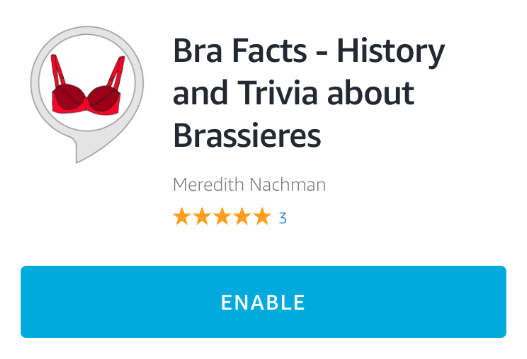 Bra Facts - History
and Trivia about
Brassieres
Meredith Nachman
3
ENABLE